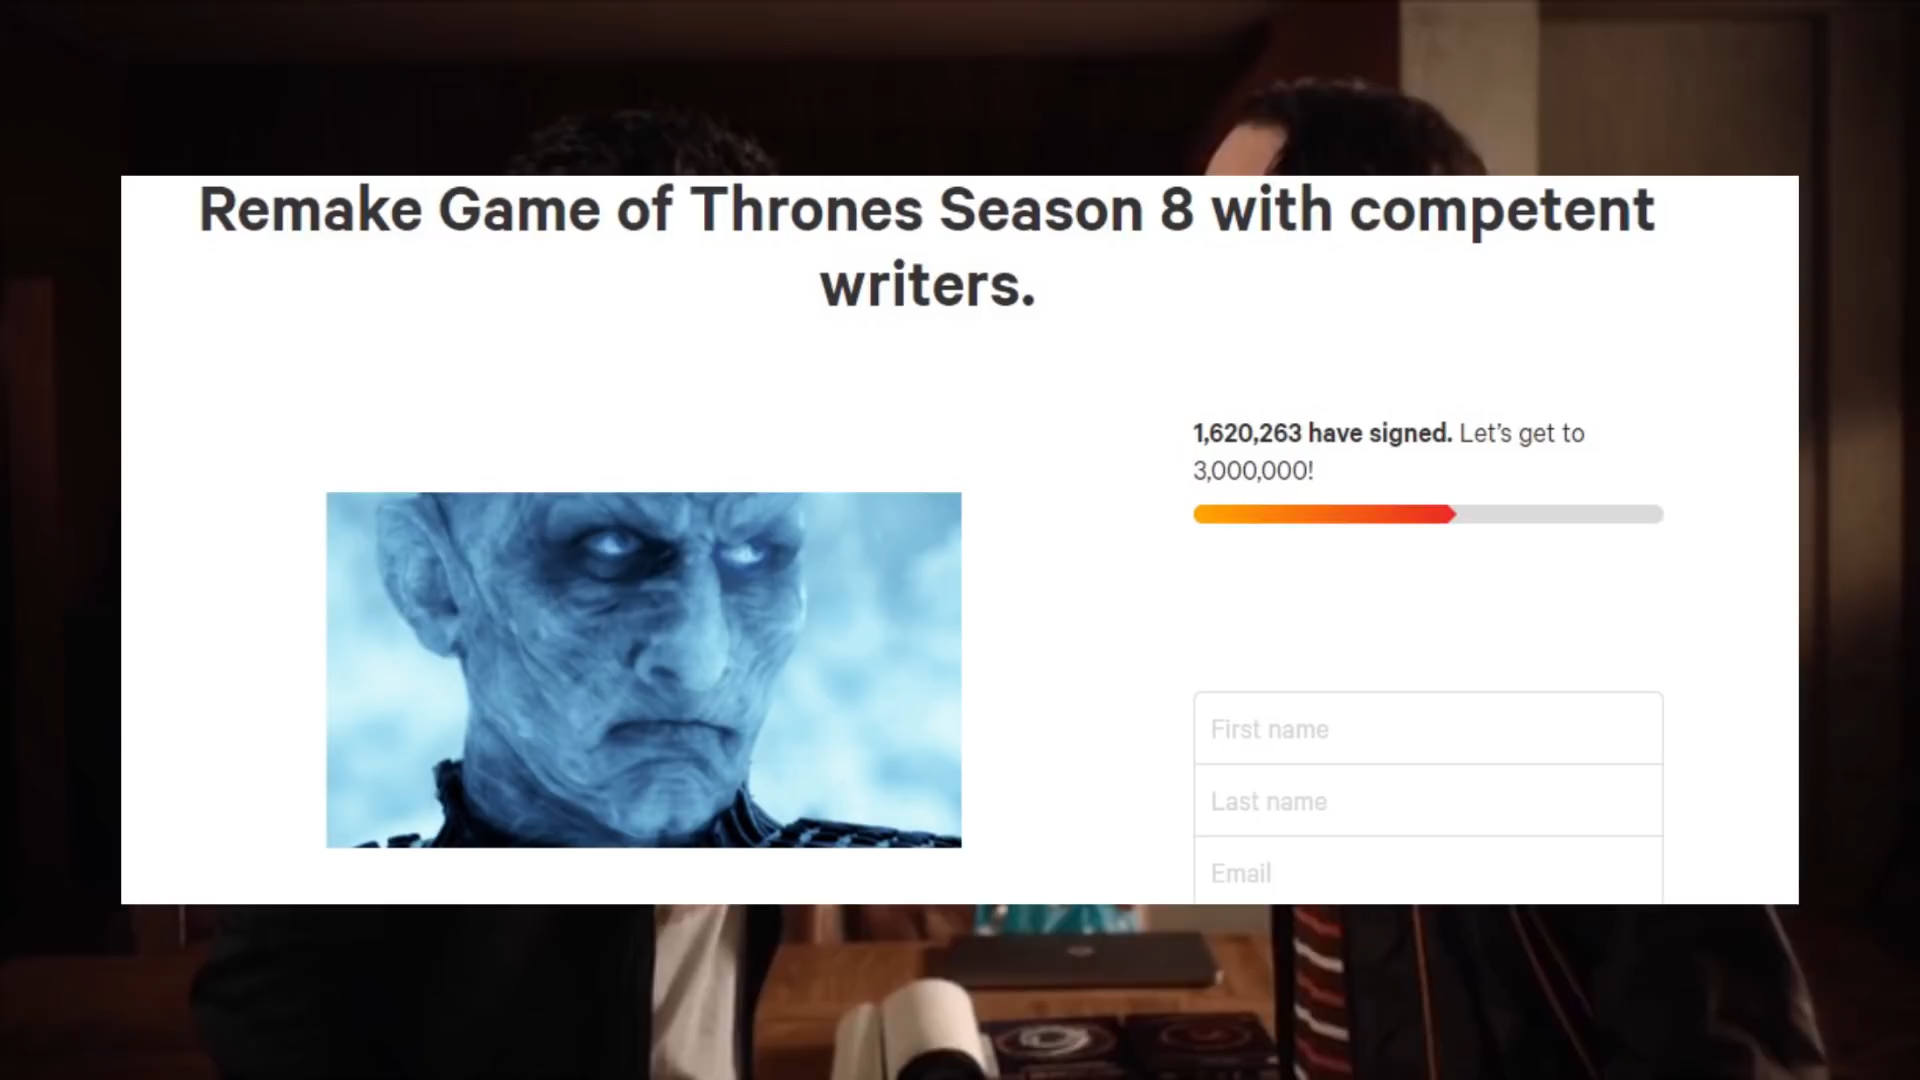 Remake Game of Thrones Season 8 with competent
writers.
1,620,263 have signed. Let's get to
3,000,000!
First name
Last name
Email